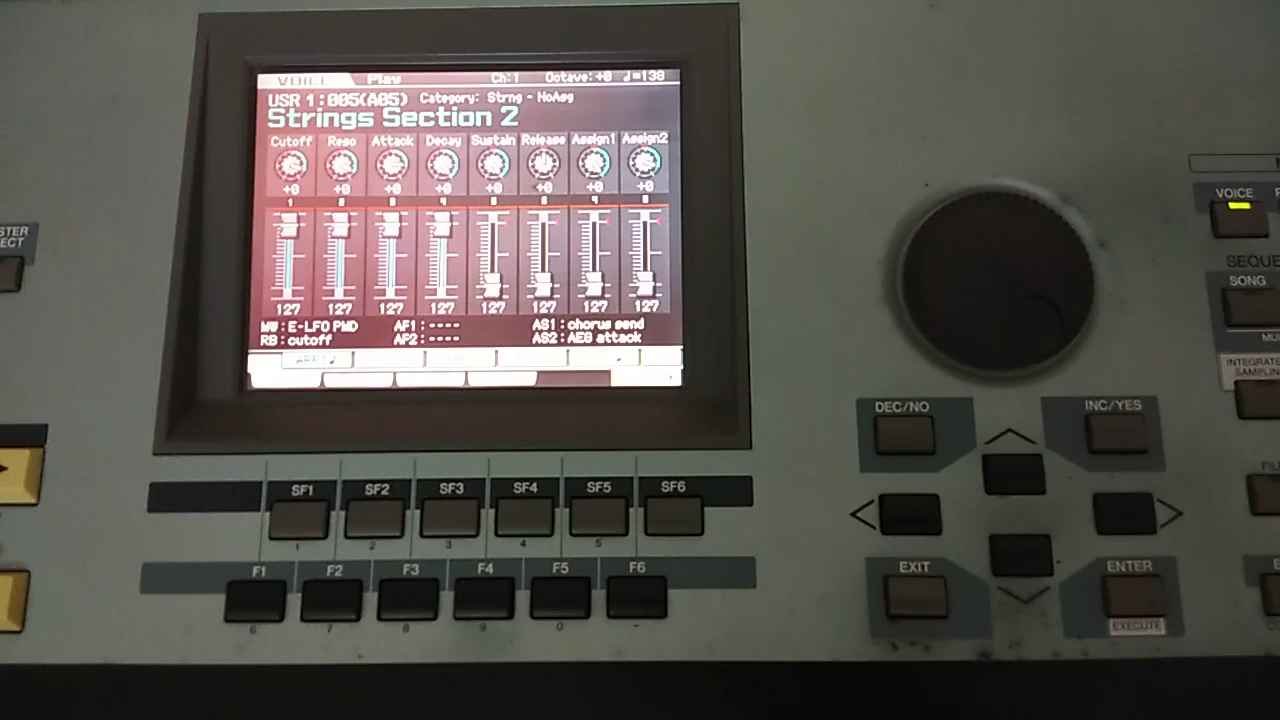 VOICE Play Ch:1 Octave:+0 ♩=138
USR 1:005(A05) Category: Strng - NoAsg
Strings Section 2
Cutoff Reso Attack Decay Sustain Release Assign1 Assign2
+0 +0 +0 +0 +0 +0 +0 +0
1 2 3 4 5 6 7 8
127 127 127 127 127 127 127 127
MW:E-LFO PMD AF1:---- AS1:chorus send
RB:cutoff AF2:---- AS2:AEG attack
VOICE
SONG
INTEGRATE
SAMPLIN
DEC/NO INC/YES
SF1 SF2 SF3 SF4 SF5 SF6
1 2 3 4 5
F1 F2 F3 F4 F5 F6
6 7 8 9 0 -
EXIT ENTER
EXECUTE